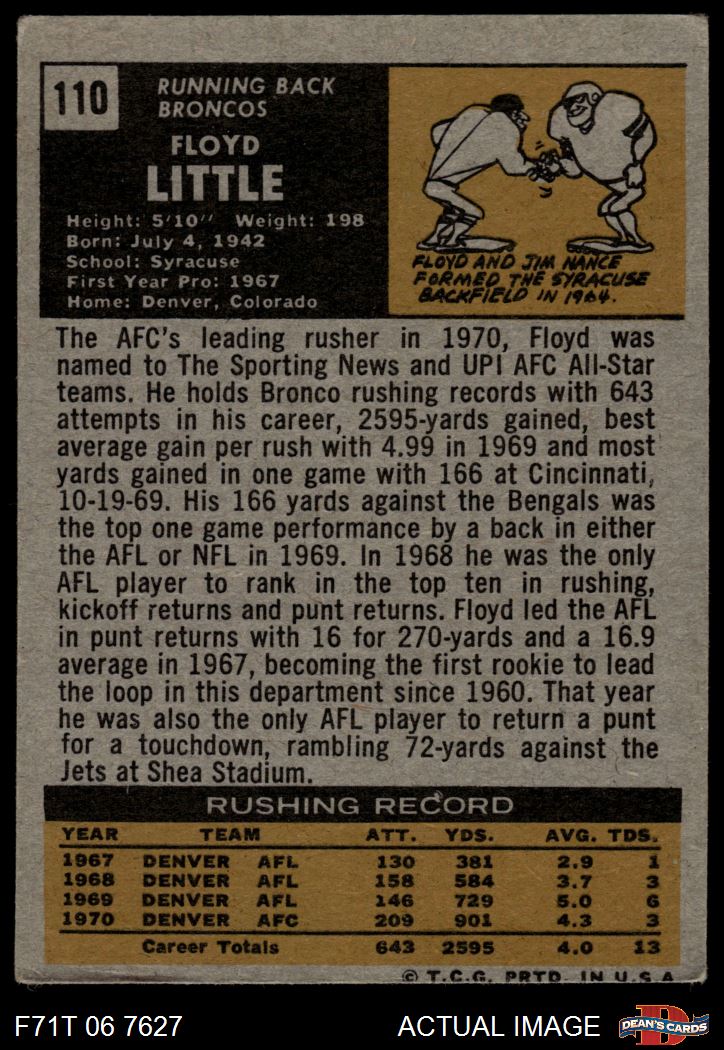 110
RUNNING BACK
BRONCOS
FLOYD
LITTLE
Height: 5'10" Weight: 198
Born: July 4, 1942
School: Syracuse
First Year Pro: 1967
Home: Denver, Colorado
FLOYD AND JIM NANCE
FORMED THE SYRACUSE
BACKFIELD IN 1964.
The AFC's leading rusher in 1970, Floyd was
named to The Sporting News and UPI AFC All-Star
teams. He holds Bronco rushing records with 643
attempts in his career, 2595-yards gained, best
average gain per rush with 4.99 in 1969 and most
yards gained in one game with 166 at Cincinnati,
10-19-69. His 166 yards against the Bengals was
the top one game performance by a back in either
the AFL or NFL in 1969. In 1968 he was the only
AFL player to rank in the top ten in rushing,
kickoff returns and punt returns. Floyd led the AFL
in punt returns with 16 for 270-yards and a 16.9
average in 1967, becoming the first rookie to lead
the loop in this department since 1960. That year
he was also the only AFL player to return a punt
for a touchdown, rambling 72-yards against the
Jets at Shea Stadium.
RUSHING RECORD
YEAR TEAM ATT. YDS. AVG. TDS.
1967 DENVER AFL 130 381 2.9 1
1968 DENVER AFL 158 584 3.7 3
1969 DENVER AFL 146 729 5.0 6
1970 DENVER AFC 209 901 4.3 3
Career Totals 643 2595 4.0 13
© T.C.G. PRTD. IN U.S.A
F71T 06 7627 ACTUAL IMAGE
DEAN'S CARDS